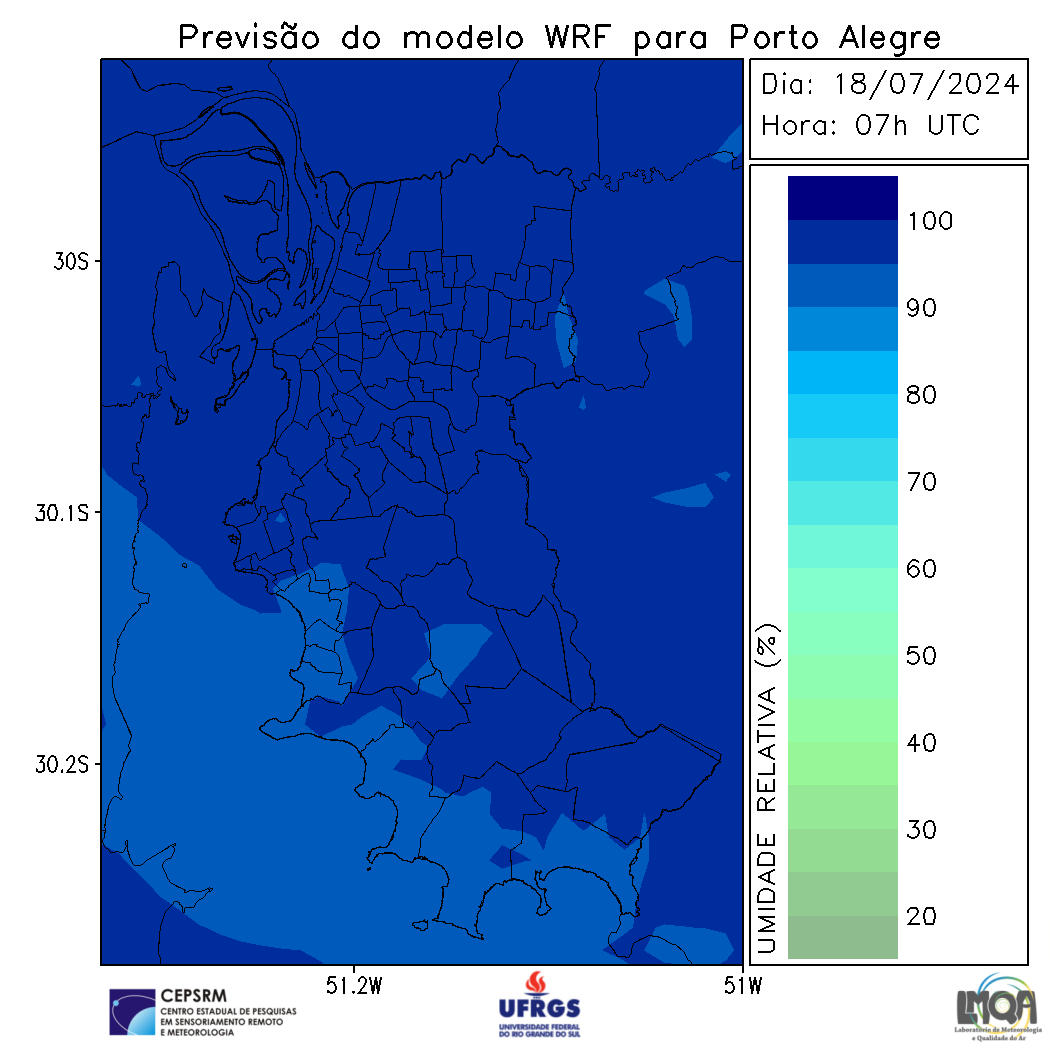 Previsão do modelo WRF para Porto Alegre
Dia: 18/07/2024
Hora: 07h UTC
30S
30.1S
30.2S
51.2W
51W
100
90
80
70
60
50
40
30
20
UMIDADE RELATIVA (%)
CEPSRM
CENTRO ESTADUAL DE PESQUISAS
EM SENSORIAMENTO REMOTO
E METEOROLOGIA
UFRGS
UNIVERSIDADE FEDERAL
DO RIO GRANDE DO SUL
LMQA
Laboratório de Meteorologia
e Qualidade do Ar